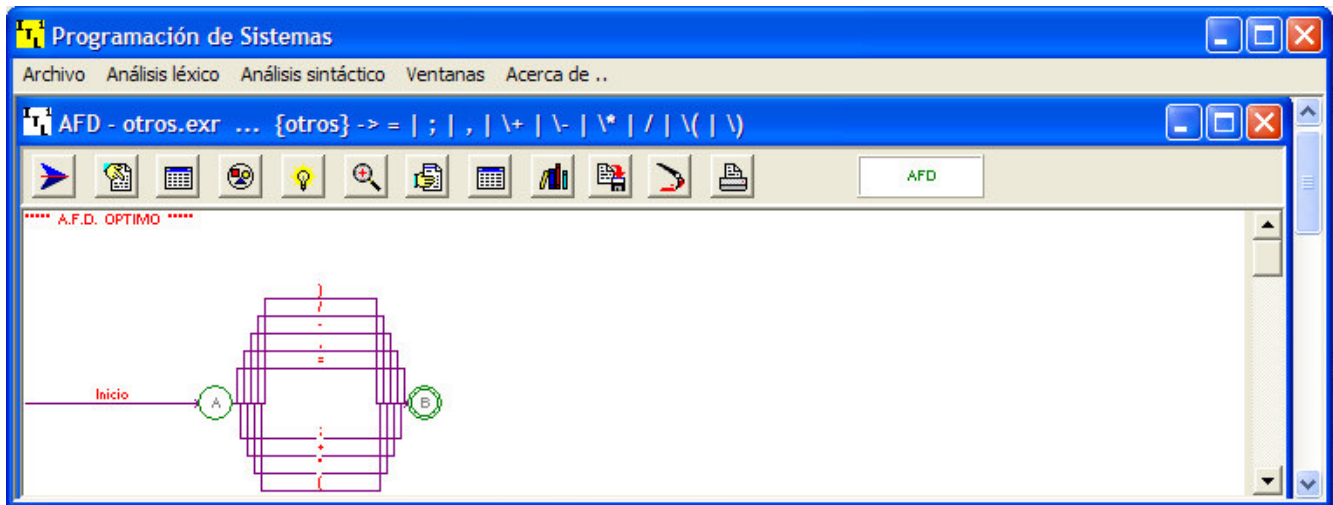 Programación de Sistemas
Archivo Análisis léxico Análisis sintáctico Ventanas Acerca de ..
AFD - otros.exr ... {otros} -> = | ; | , | \+ | \- | \* | / | \( | \)
AFD
***** A.F.D. OPTIMO *****
)
/
-
,
=
Inicio
A
B
;
+
*
(